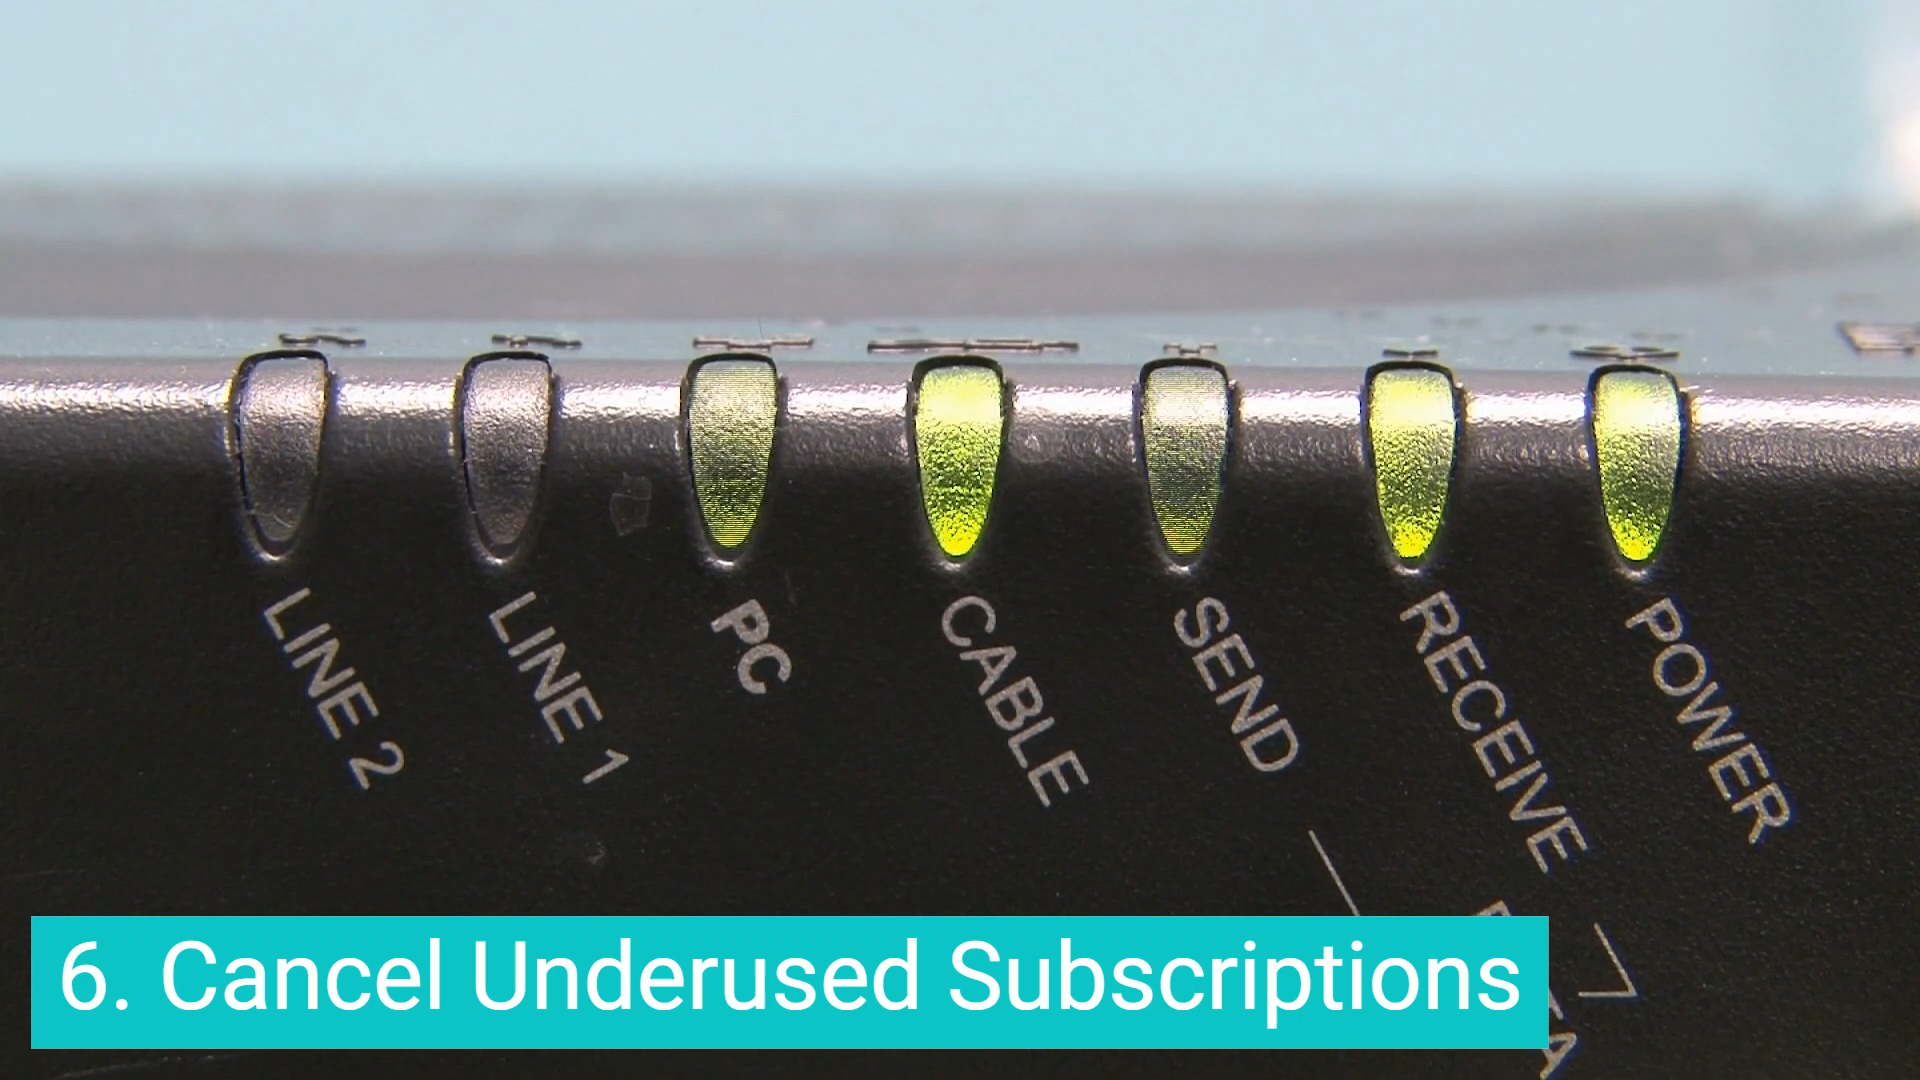 LINE 2
LINE 1
PC
CABLE
SEND
RECEIVE
POWER
6. Cancel Underused Subscriptions